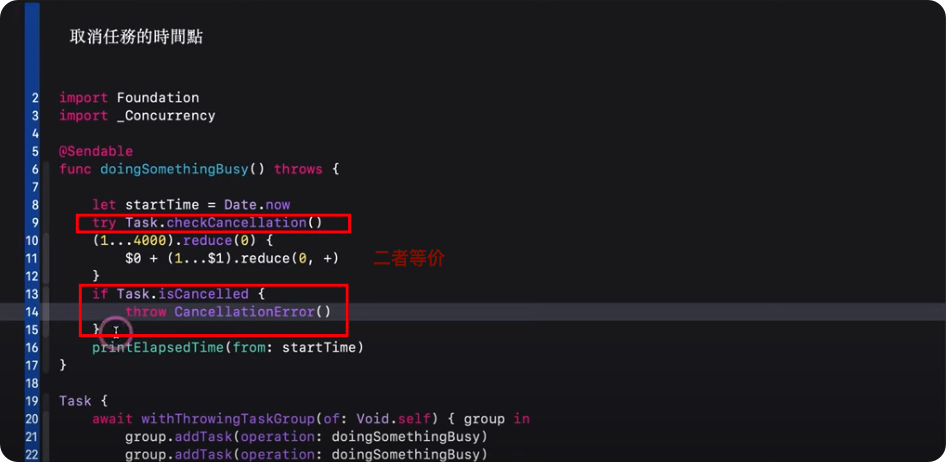 取消任務的時間點
2 import Foundation
3 import _Concurrency
4
5 @Sendable
6 func doingSomethingBusy() throws {
7
8 let startTime = Date.now
9 try Task.checkCancellation()
10 (1...4000).reduce(0) {
11 $0 + (1...$1).reduce(0, +)
二者等价
12 }
13 if Task.isCancelled {
14 throw CancellationError()
15 }
16 printElapsedTime(from: startTime)
17 }
18
19 Task {
20 await withThrowingTaskGroup(of: Void.self) { group in
21 group.addTask(operation: doingSomethingBusy)
22 group.addTask(operation: doingSomethingBusy)